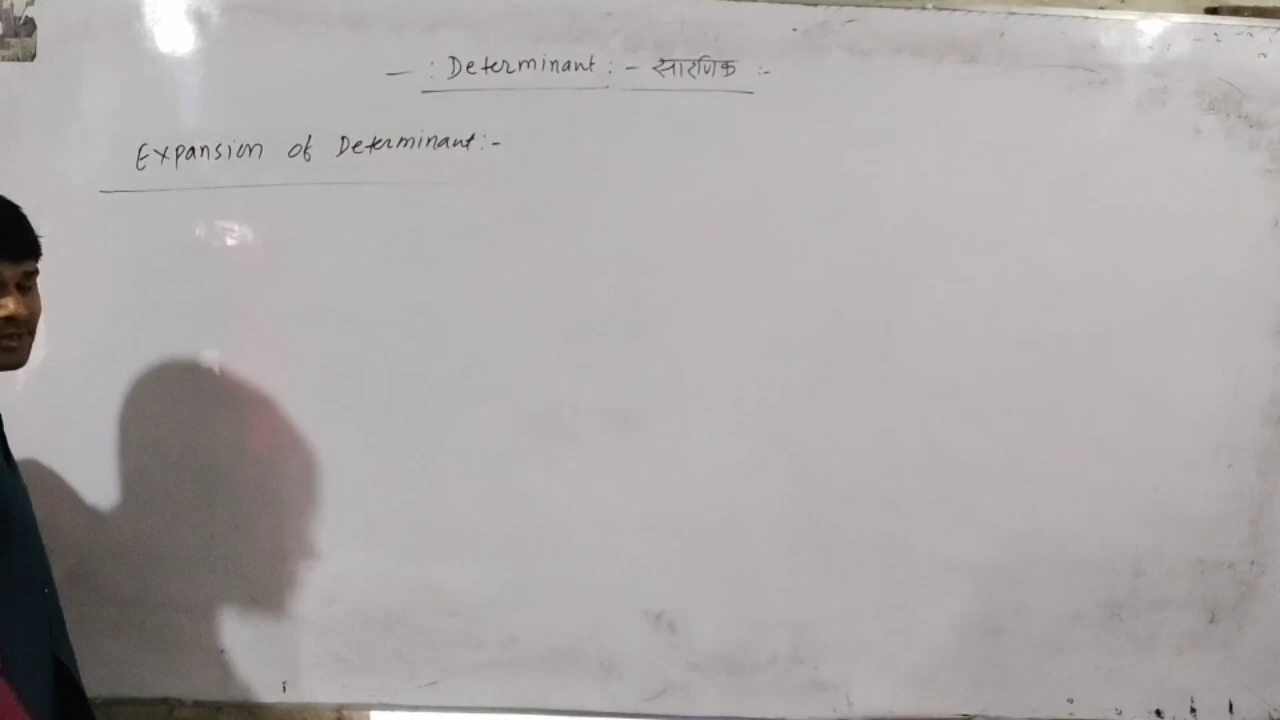 — : Determinant : - सारणिक :-
Expansion of Determinant:-